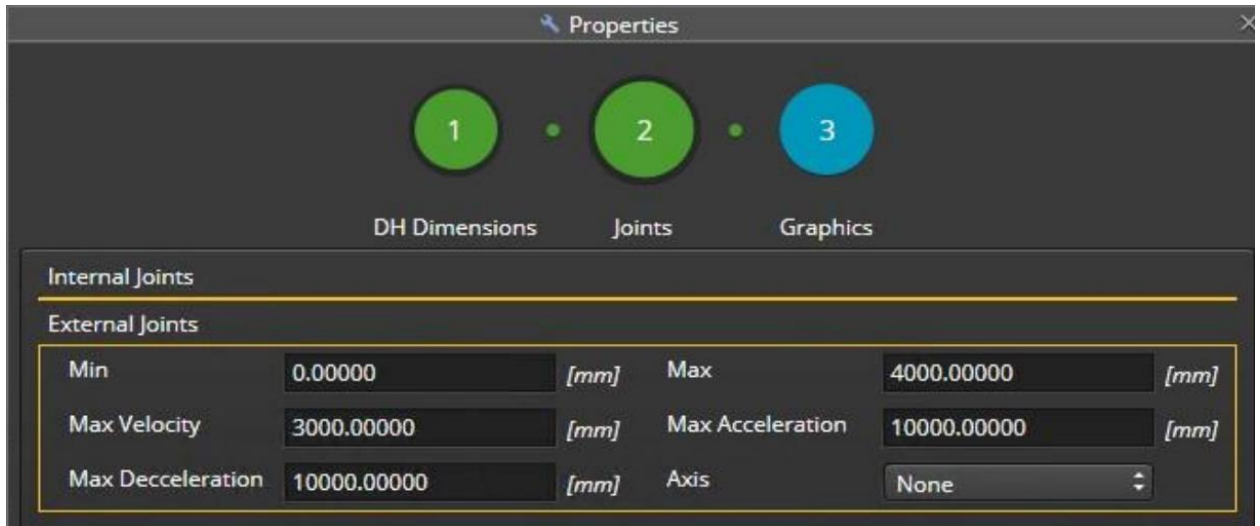 Properties
1 2 3
DH Dimensions Joints Graphics
Internal Joints
External Joints
Min 0.00000 [mm] Max 4000.00000 [mm]
Max Velocity 3000.00000 [mm] Max Acceleration 10000.00000 [mm]
Max Decceleration 10000.00000 [mm] Axis None